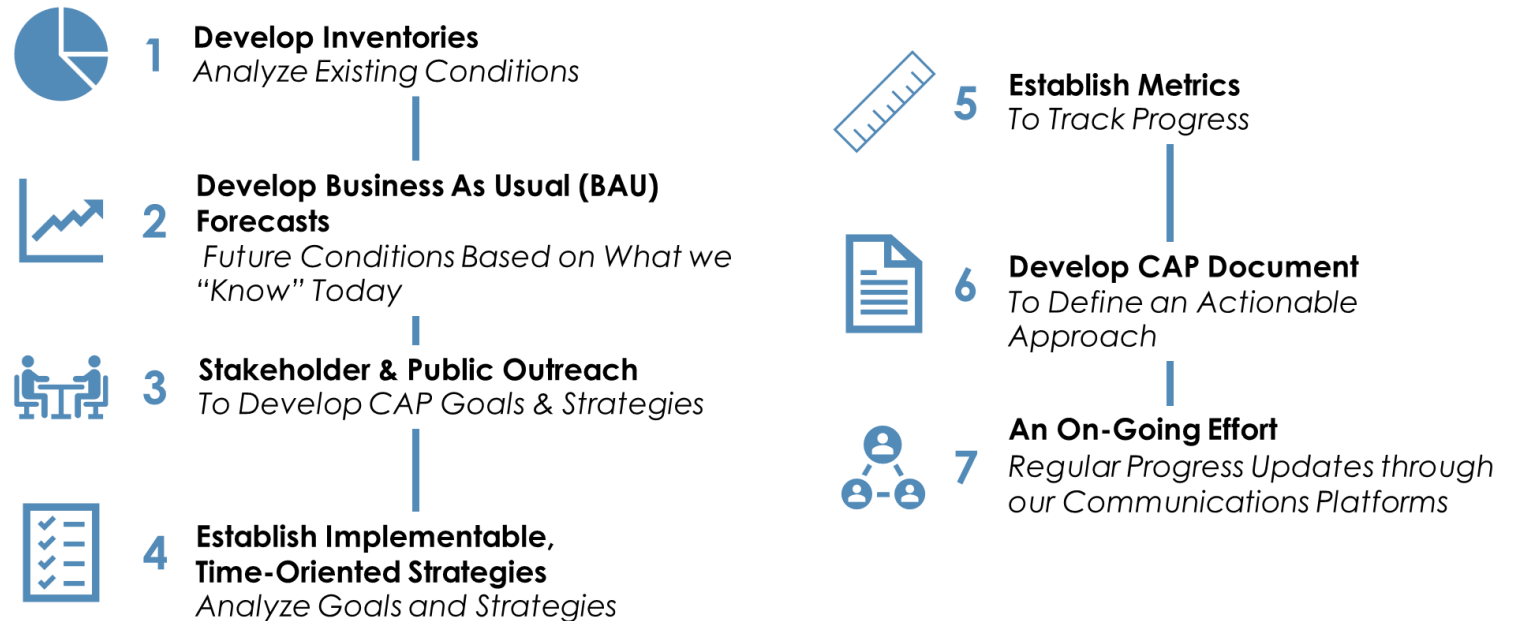 1
Develop Inventories
Analyze Existing Conditions
2
Develop Business As Usual (BAU)
Forecasts
Future Conditions Based on What we
“Know” Today
3
Stakeholder & Public Outreach
To Develop CAP Goals & Strategies
4
Establish Implementable,
Time-Oriented Strategies
Analyze Goals and Strategies
5
Establish Metrics
To Track Progress
6
Develop CAP Document
To Define an Actionable
Approach
7
An On-Going Effort
Regular Progress Updates through
our Communications Platforms